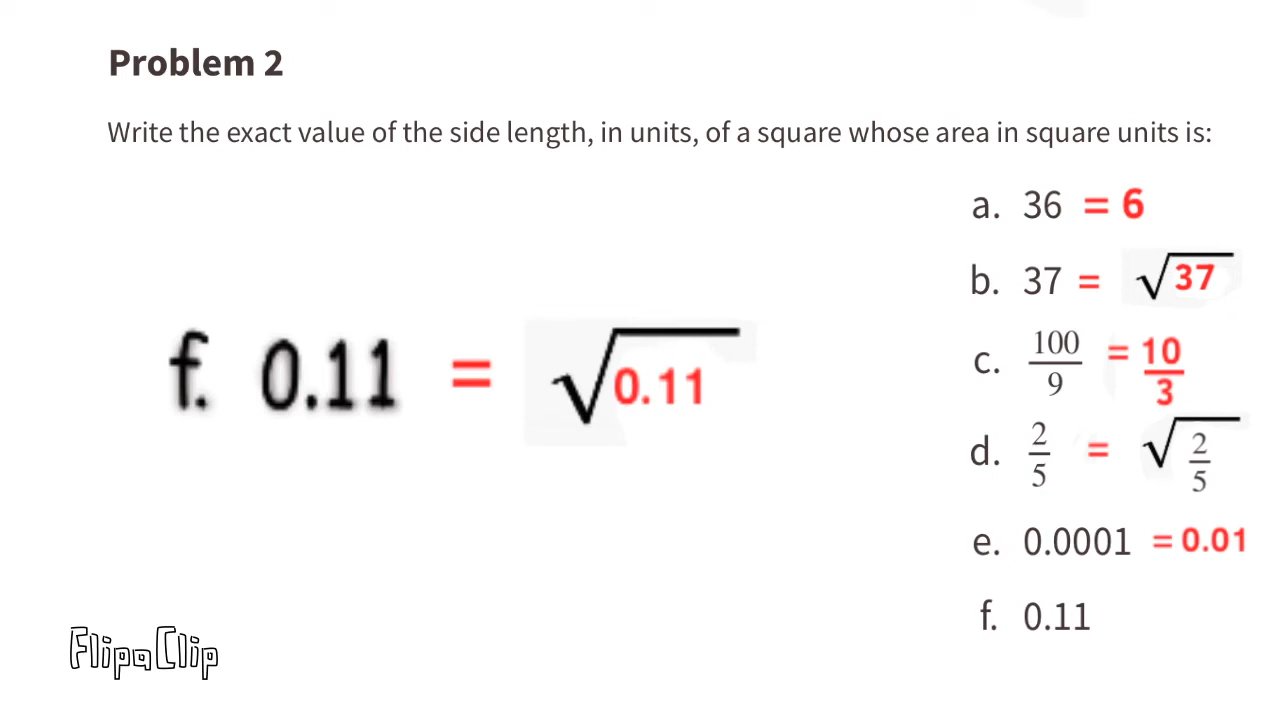 Problem 2
Write the exact value of the side length, in units, of a square whose area in square units is:
a. 36 = 6
b. 37 = √37
c. 100/9 = 10/3
d. 2/5 = √2/5
e. 0.0001 = 0.01
f. 0.11
f. 0.11 = √0.11
FlipaClip